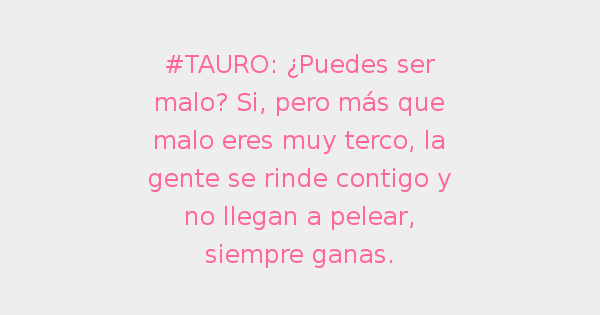 #TAURO: ¿Puedes ser
malo? Si, pero más que
malo eres muy terco, la
gente se rinde contigo y
no llegan a pelear,
siempre ganas.